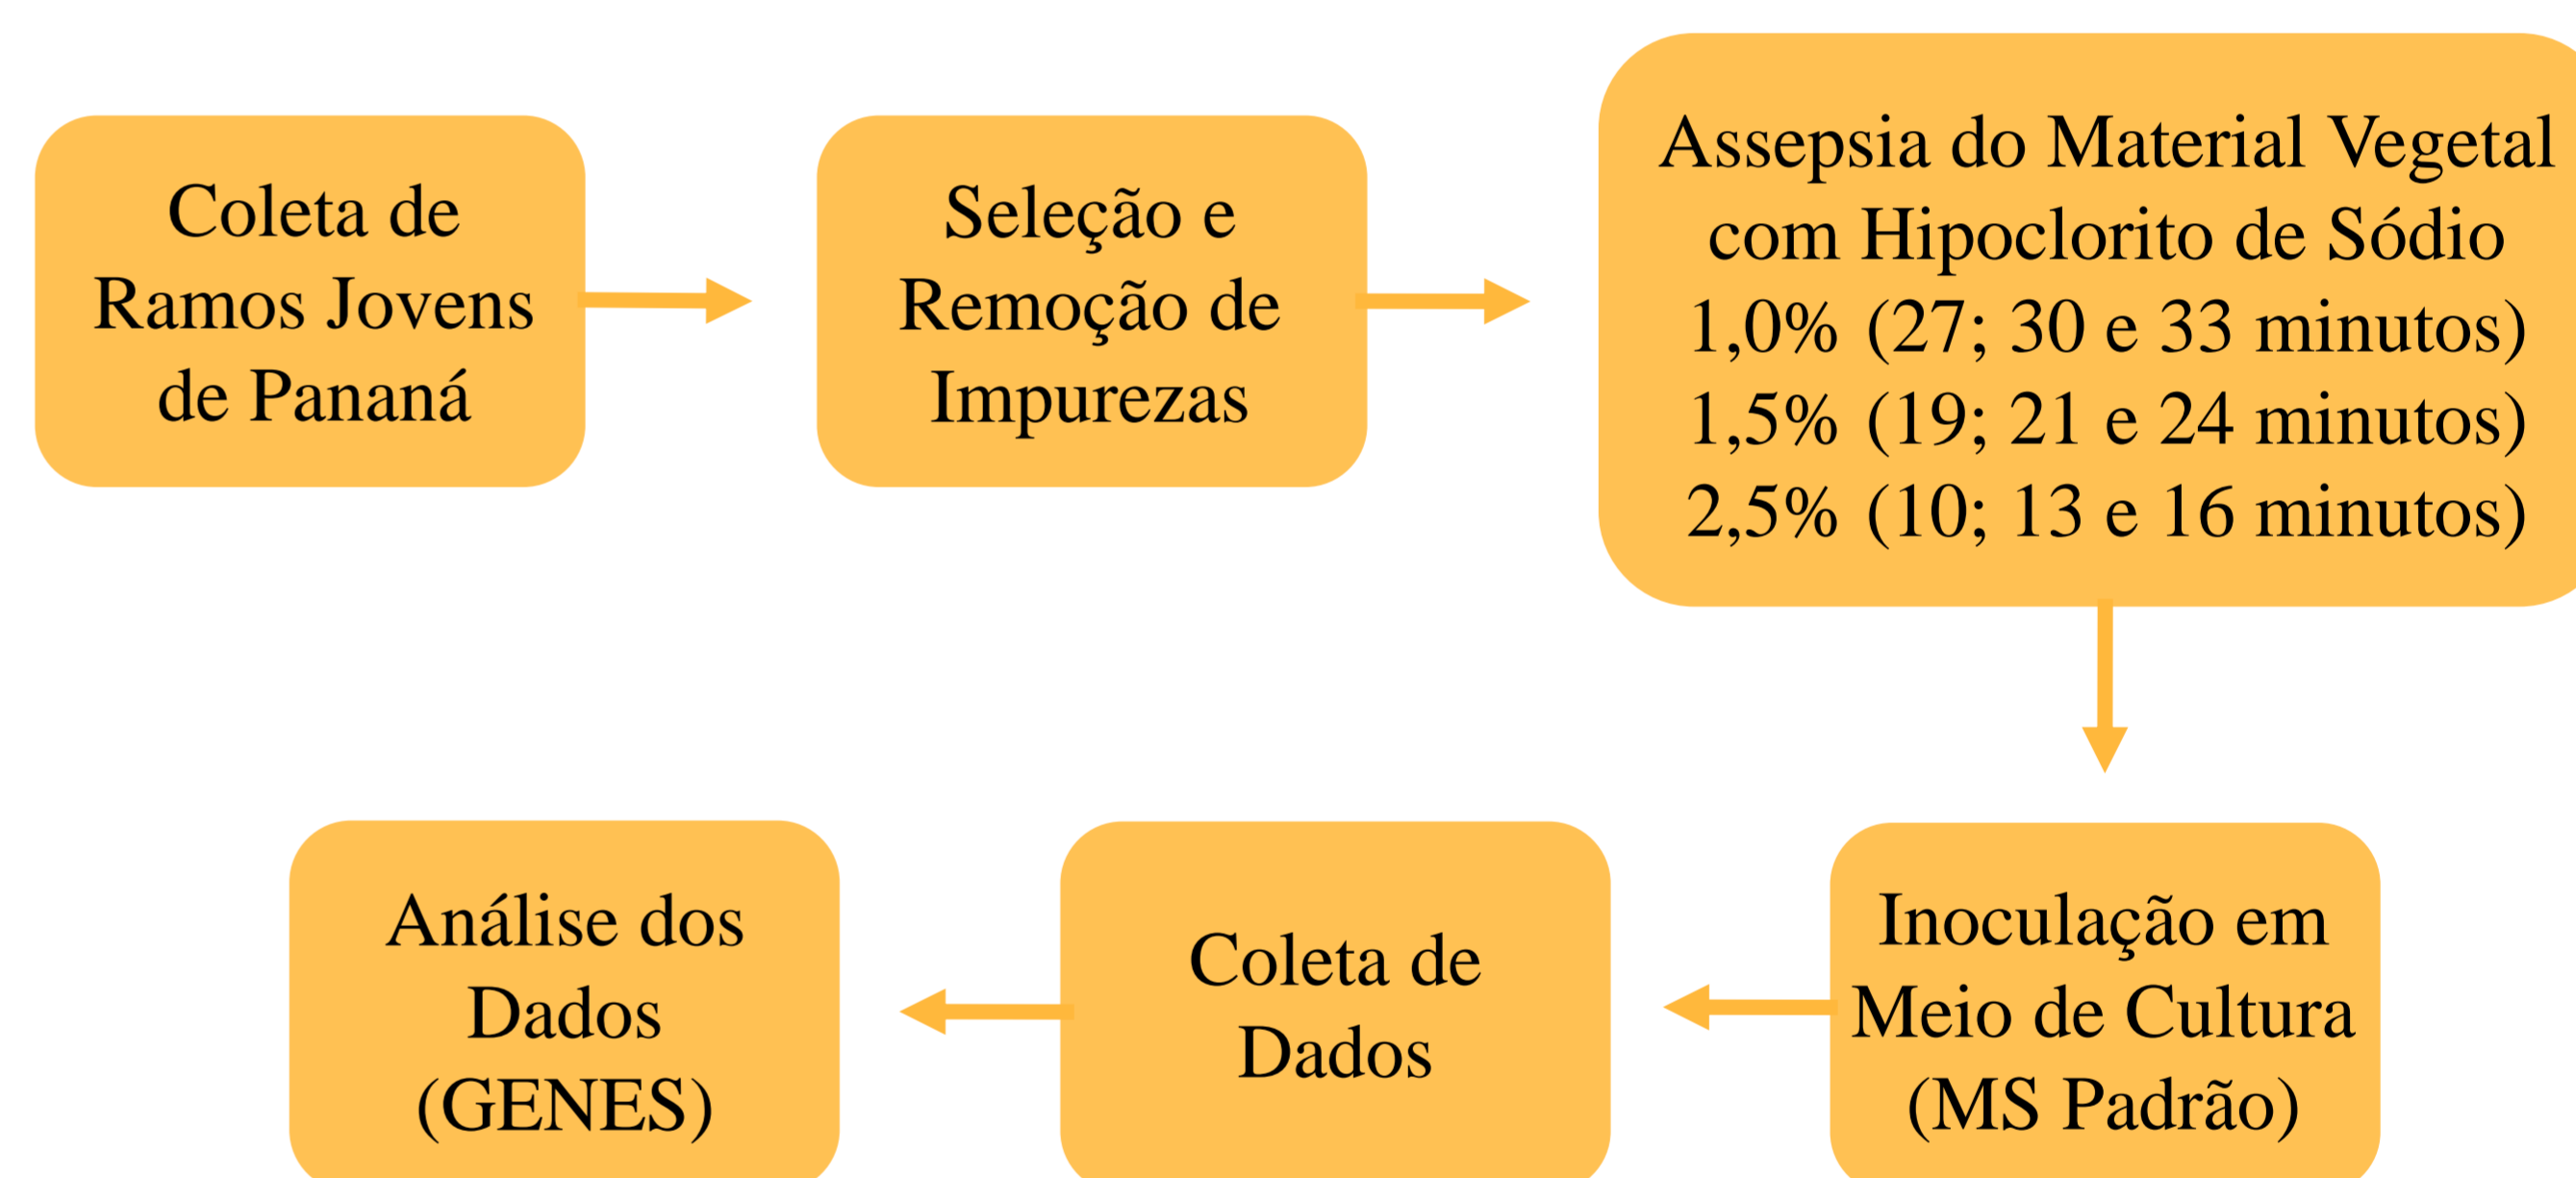 Coleta de
Ramos Jovens
de Pananá
Seleção e
Remoção de
Impurezas
Assepsia do Material Vegetal
com Hipoclorito de Sódio
1,0% (27; 30 e 33 minutos)
1,5% (19; 21 e 24 minutos)
2,5% (10; 13 e 16 minutos)
Inoculação em
Meio de Cultura
(MS Padrão)
Coleta de
Dados
Análise dos
Dados
(GENES)